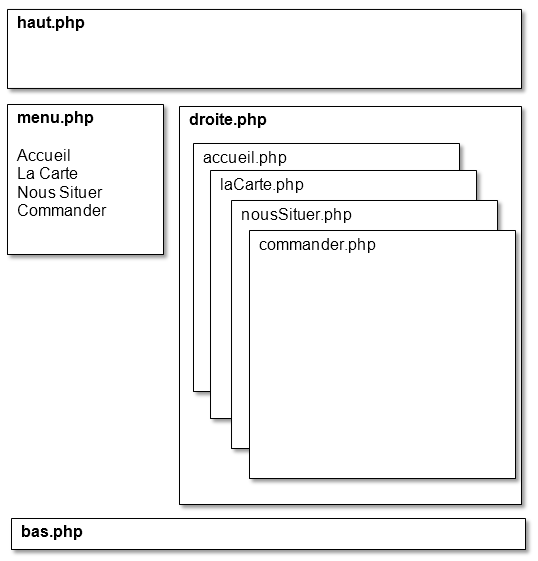 haut.php
menu.php
Accueil
La Carte
Nous Situer
Commander
droite.php
accueil.php
laCarte.php
nousSituer.php
commander.php
bas.php